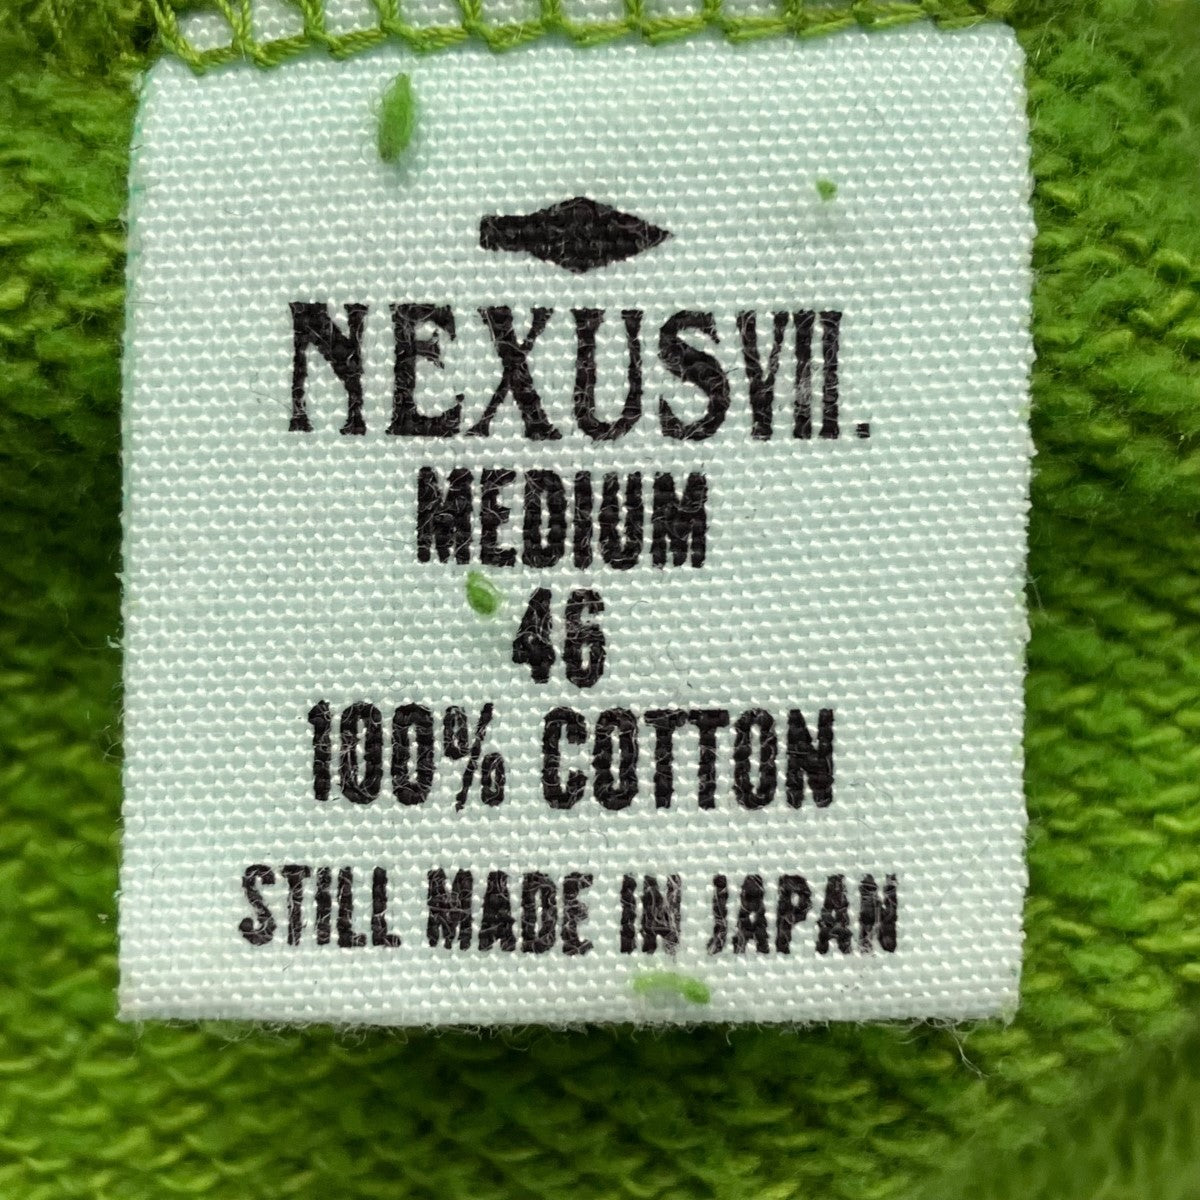 NEXUSVII.
MEDIUM
46
100% COTTON
STILL MADE IN JAPAN